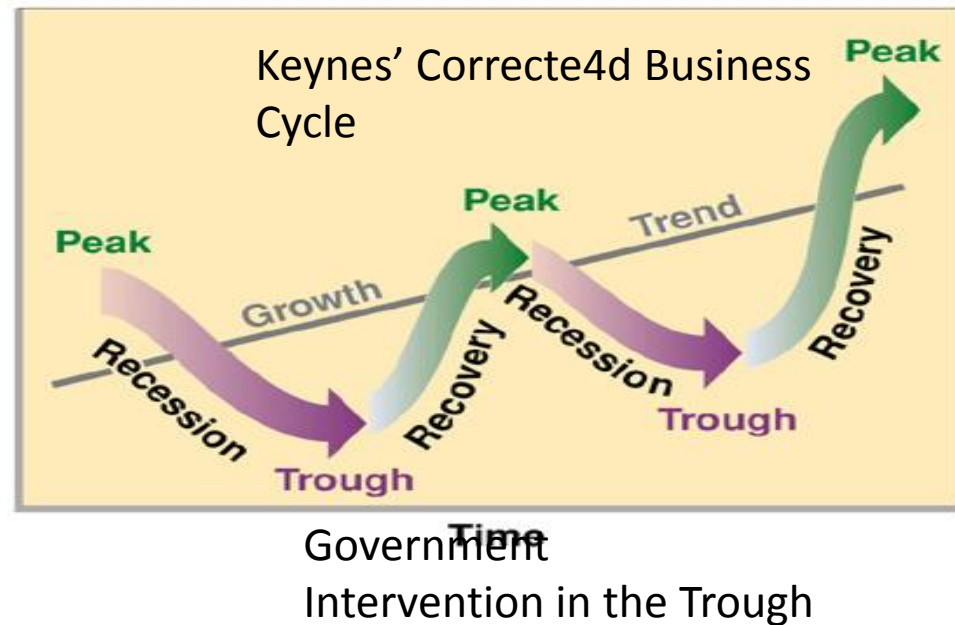 Keynes’ Correcte4d Business
Cycle
Peak
Peak
Peak
Growth
Trend
Recession
Recovery
Recession
Recovery
Trough
Trough
Time
Government
Intervention in the Trough